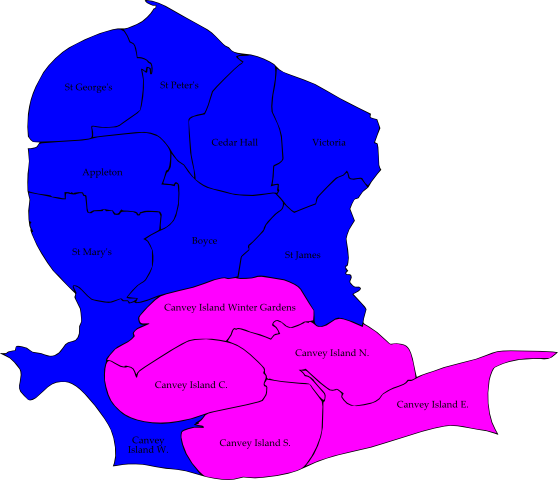 St Peter's
St George's
Cedar Hall
Victoria
Appleton
Boyce
St Mary's
St James
Canvey Island Winter Gardens
Canvey Island N.
Canvey Island C.
Canvey Island E.
Canvey
Island W
Canvey Island S.